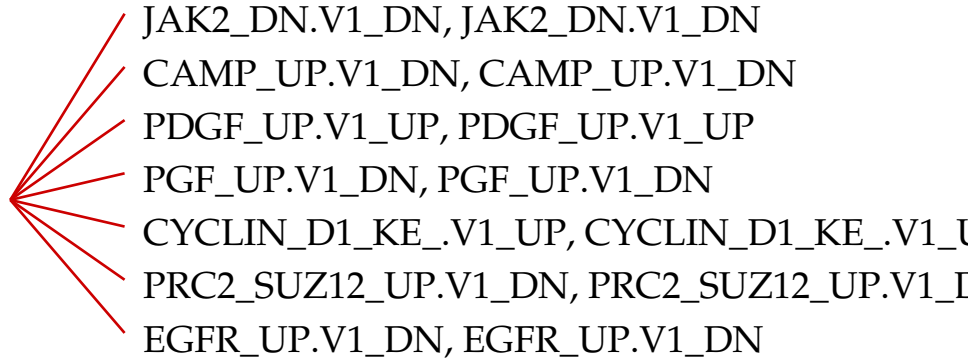 JAK2_DN.V1_DN, JAK2_DN.V1_DN
CAMP_UP.V1_DN, CAMP_UP.V1_DN
PDGF_UP.V1_UP, PDGF_UP.V1_UP
PGF_UP.V1_DN, PGF_UP.V1_DN
CYCLIN_D1_KE_.V1_UP, CYCLIN_D1_KE_.V1_
PRC2_SUZ12_UP.V1_DN, PRC2_SUZ12_UP.V1_
EGFR_UP.V1_DN, EGFR_UP.V1_DN